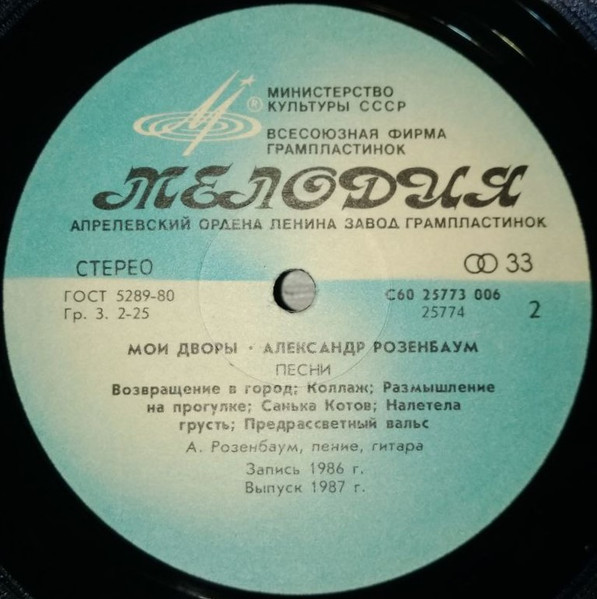 МИНИСТЕРСТВО
КУЛЬТУРЫ СССР
®
ВСЕСОЮЗНАЯ ФИРМА
ГРАМПЛАСТИНОК
МЕЛОДИЯ
АПРЕЛЕВСКИЙ ОРДЕНА ЛЕНИНА ЗАВОД ГРАМПЛАСТИНОК
СТЕРЕО 33
ГОСТ 5289-80 С60 25773 006
Гр. 3. 2-25 25774 2
МОИ ДВОРЫ · АЛЕКСАНДР РОЗЕНБАУМ
ПЕСНИ
Возвращение в город; Коллаж; Размышление
на прогулке; Санька Котов; Налетела
грусть; Предрассветный вальс
А. Розенбаум, пение, гитара
Запись 1986 г.
Выпуск 1987 г.